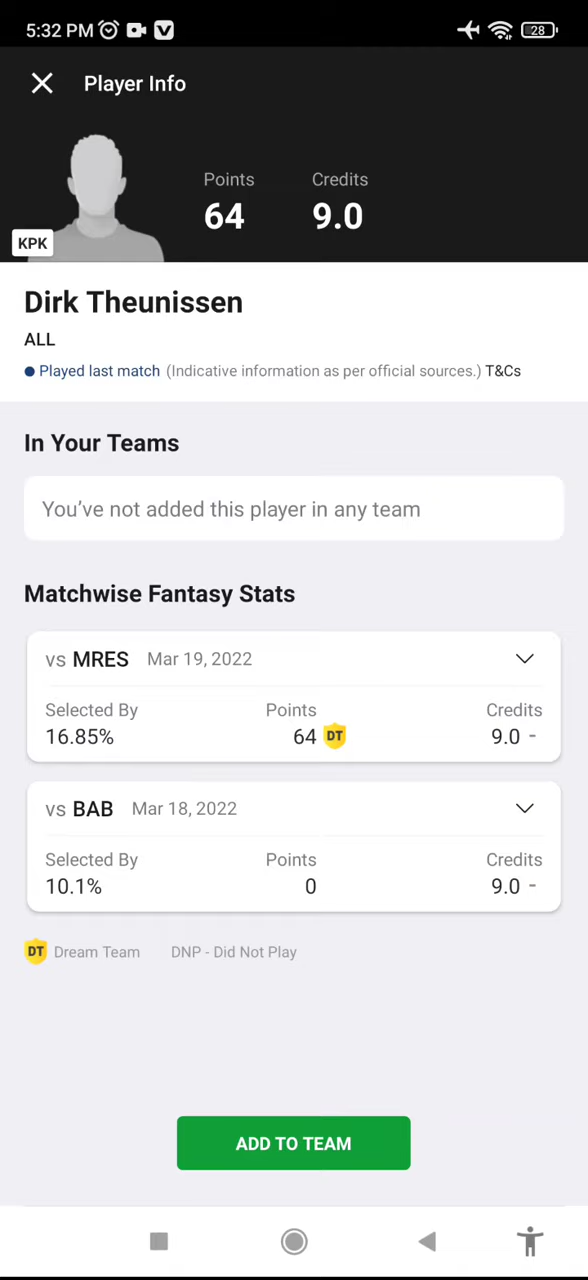 5:32 PM
28
Player Info
Points Credits
64 9.0
KPK
Dirk Theunissen
ALL
Played last match (Indicative information as per official sources.) T&Cs
In Your Teams
You’ve not added this player in any team
Matchwise Fantasy Stats
vs MRES Mar 19, 2022
Selected By Points Credits
16.85% 64 DT 9.0 -
vs BAB Mar 18, 2022
Selected By Points Credits
10.1% 0 9.0 -
DT Dream Team DNP - Did Not Play
ADD TO TEAM